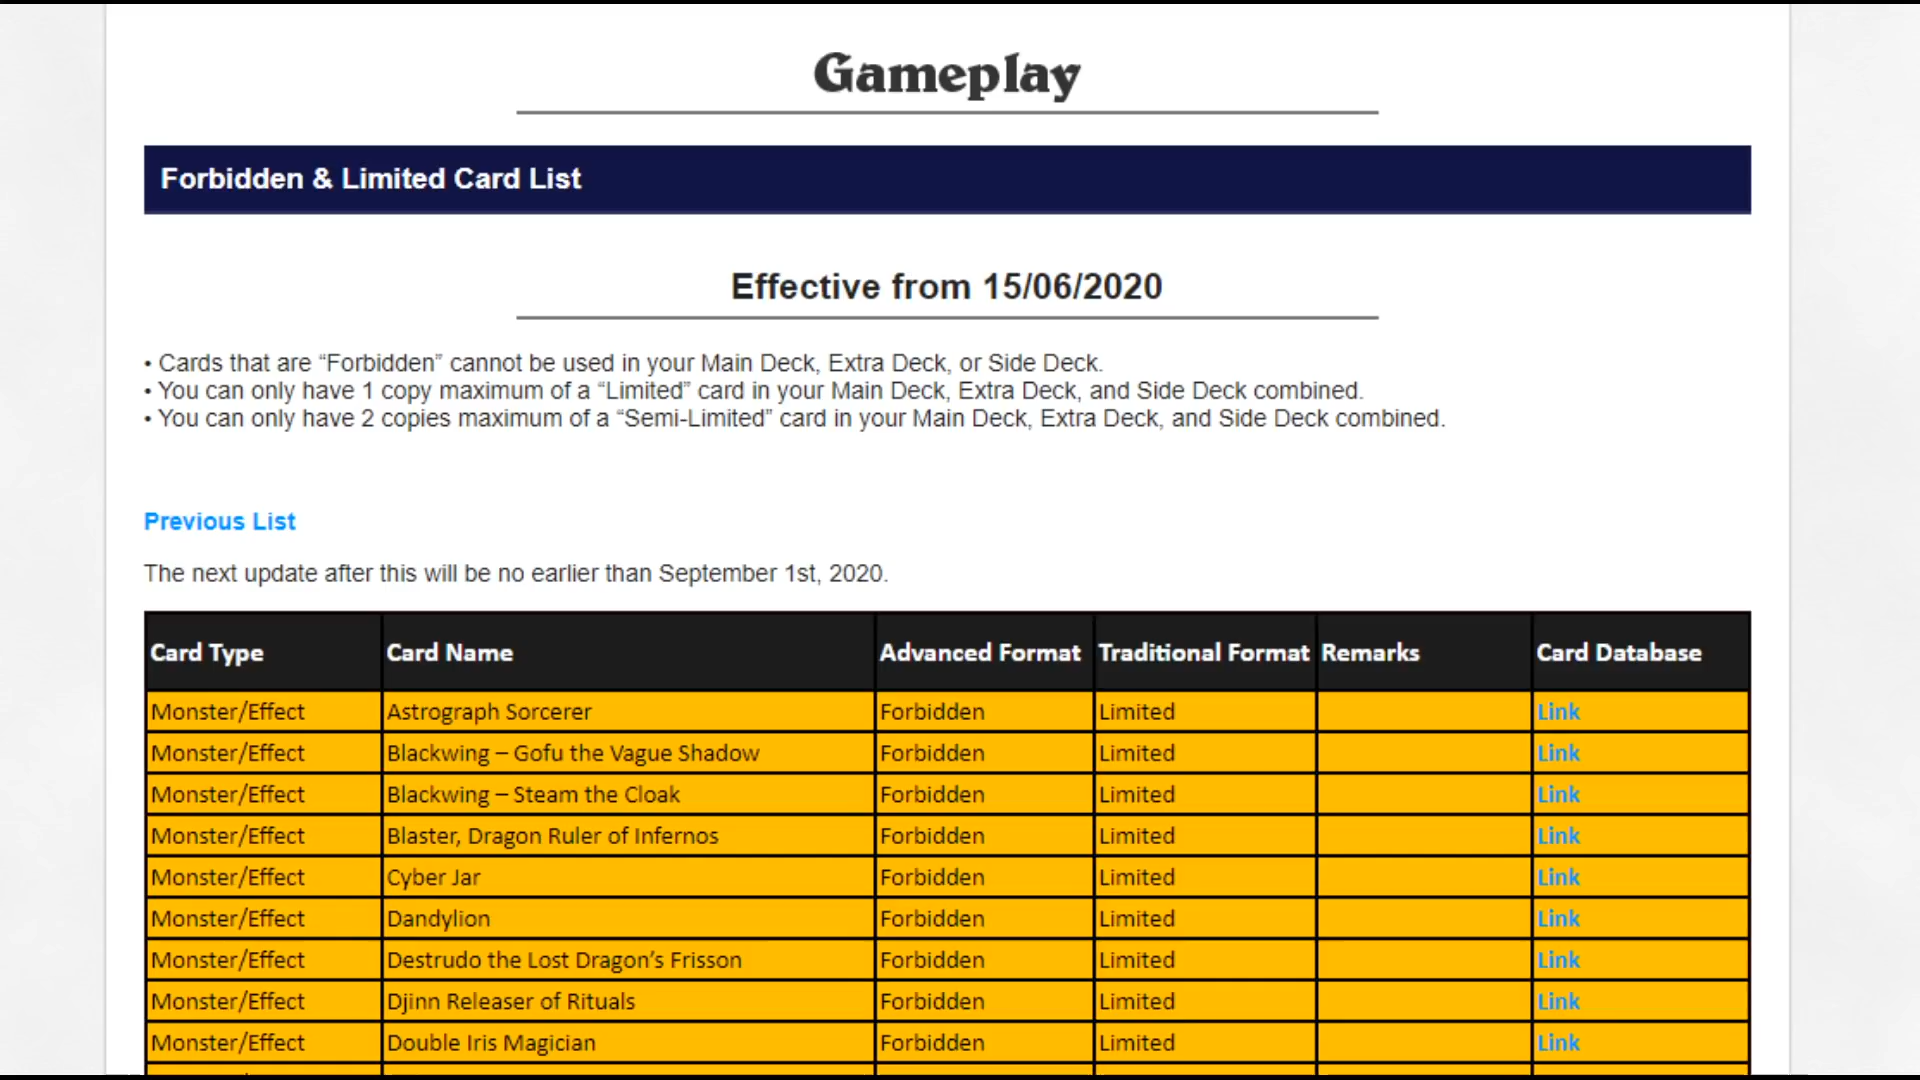 Gameplay
Forbidden & Limited Card List
Effective from 15/06/2020
• Cards that are “Forbidden” cannot be used in your Main Deck, Extra Deck, or Side Deck.
• You can only have 1 copy maximum of a “Limited” card in your Main Deck, Extra Deck, and Side Deck combined.
• You can only have 2 copies maximum of a “Semi-Limited” card in your Main Deck, Extra Deck, and Side Deck combined.
Previous List
The next update after this will be no earlier than September 1st, 2020.
Card Type Card Name Advanced Format Traditional Format Remarks Card Database
Monster/Effect Astrograph Sorcerer Forbidden Limited Link
Monster/Effect Blackwing – Gofu the Vague Shadow Forbidden Limited Link
Monster/Effect Blackwing – Steam the Cloak Forbidden Limited Link
Monster/Effect Blaster, Dragon Ruler of Infernos Forbidden Limited Link
Monster/Effect Cyber Jar Forbidden Limited Link
Monster/Effect Dandylion Forbidden Limited Link
Monster/Effect Destrudo the Lost Dragon’s Frisson Forbidden Limited Link
Monster/Effect Djinn Releaser of Rituals Forbidden Limited Link
Monster/Effect Double Iris Magician Forbidden Limited Link